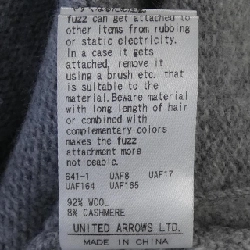 fuzz can get attached to
other items from rubbing
or static electricity.
In a case it gets
attached, remove it
using a brush etc. that
is suitable to the
material. Beware material
with long length of hair
or combined with
complementary colors
makes the fuzz
attachment more
641-1 UAF8 UAF17
UAF164 UAF165
92% WOOL
8% CASHMERE
UNITED ARROWS LTD.
MADE IN CHINA